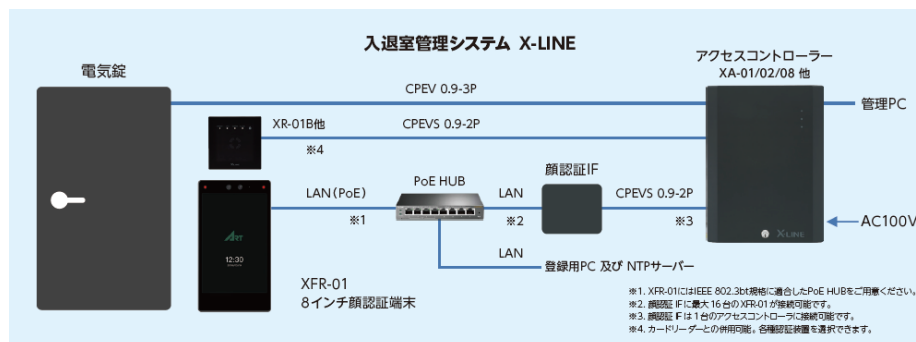 入退室管理システム X-LINE
電気錠
アクセスコントローラー
XA-01/02/08 他
CPEV 0.9-3P
管理PC
XR-01B他
CPEVS 0.9-2P
※4
顔認証IF
LAN（PoE）
PoE HUB
LAN
CPEVS 0.9-2P
※1
※2
※3
ART
12:30
X-LINE
AC100V
LAN
登録用PC 及び NTPサーバー
XFR-01
8インチ顔認証端末
※1. XFR-01にはIEEE 802.3bt規格に適合したPoE HUBをご用意ください。
※2. 顔認証 IFに最大 16 台のXFR-01 が接続可能です。
※3. 顔認証 IF は 1 台のアクセスコントローラに接続可能です。
※4. カードリーダーとの併用可能。各種認証装置を選択できます。